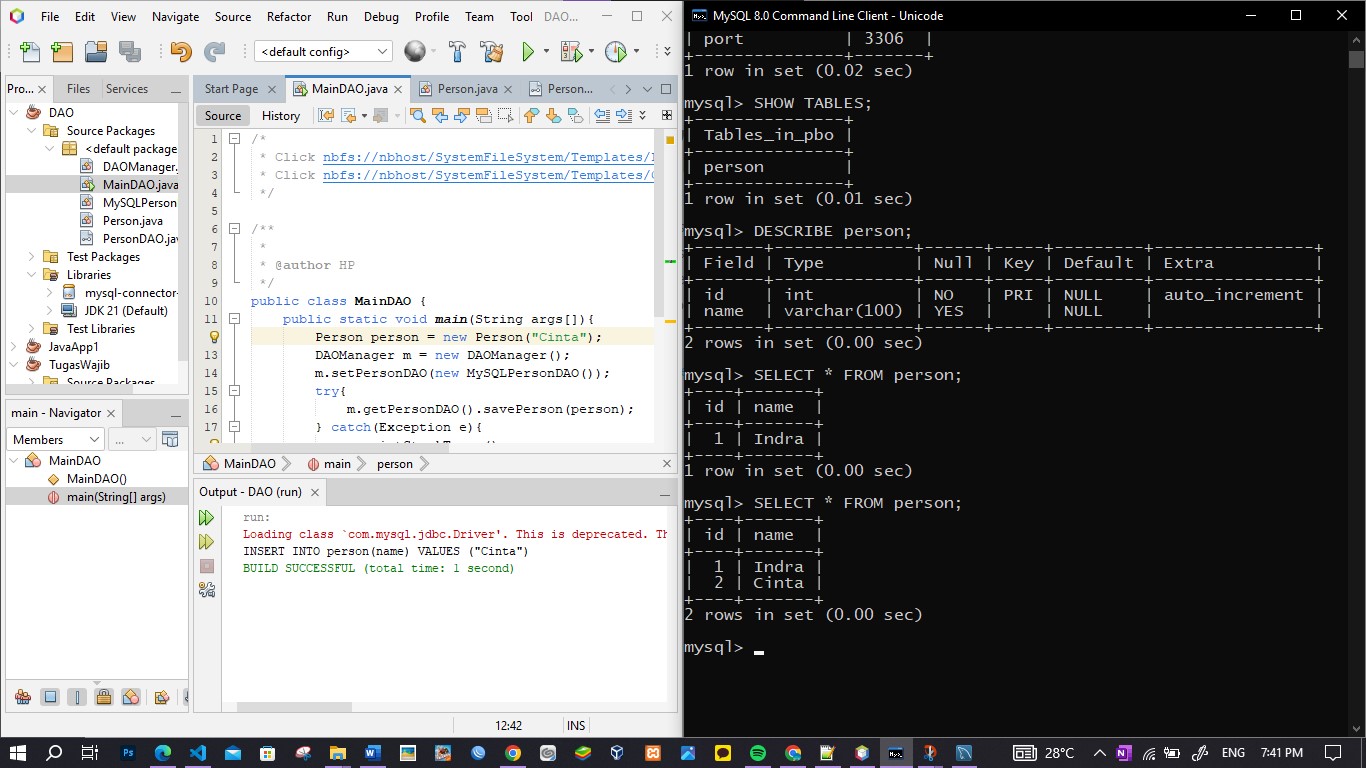 File Edit View Navigate Source Refactor Run Debug Profile Team Tool DAO...
<default config>
Pro... Files Services
DAO
Source Packages
<default package
DAOManager.
MainDAO.java
MySQLPerson
Person.java
PersonDAO.jav
Test Packages
Libraries
mysql-connector-
JDK 21 (Default)
Test Libraries
JavaApp1
TugasWajib
Source Packages
main - Navigator
Members ...
MainDAO
MainDAO()
main(String[] args)
Start Page MainDAO.java Person.java Person...
Source History
1 /*
2 * Click nbfs://nbhost/SystemFileSystem/Templates/
3 * Click nbfs://nbhost/SystemFileSystem/Templates/
4 */
5
6 /**
7 *
8 * @author HP
9 */
10 public class MainDAO {
11 public static void main(String args[]){
Person person = new Person("Cinta");
13 DAOManager m = new DAOManager();
14 m.setPersonDAO(new MySQLPersonDAO());
15 try{
16 m.getPersonDAO().savePerson(person);
17 } catch(Exception e){
MainDAO main person
Output - DAO (run)
run:
Loading class `com.mysql.jdbc.Driver'. This is deprecated. Th
INSERT INTO person(name) VALUES ("Cinta")
BUILD SUCCESSFUL (total time: 1 second)
12:42 INS
MySQL 8.0 Command Line Client - Unicode
| port | 3306 |
+---------------+-------+
1 row in set (0.02 sec)
mysql> SHOW TABLES;
+---------------+
| Tables_in_pbo |
+---------------+
| person |
+---------------+
1 row in set (0.01 sec)
mysql> DESCRIBE person;
+-------+--------------+------+-----+---------+----------------+
| Field | Type | Null | Key | Default | Extra |
+-------+--------------+------+-----+---------+----------------+
| id | int | NO | PRI | NULL | auto_increment |
| name | varchar(100) | YES | | NULL | |
+-------+--------------+------+-----+---------+----------------+
2 rows in set (0.00 sec)
mysql> SELECT * FROM person;
+----+-------+
| id | name |
+----+-------+
| 1 | Indra |
+----+-------+
1 row in set (0.00 sec)
mysql> SELECT * FROM person;
+----+-------+
| id | name |
+----+-------+
| 1 | Indra |
| 2 | Cinta |
+----+-------+
2 rows in set (0.00 sec)
mysql>
28°C ENG 7:41 PM